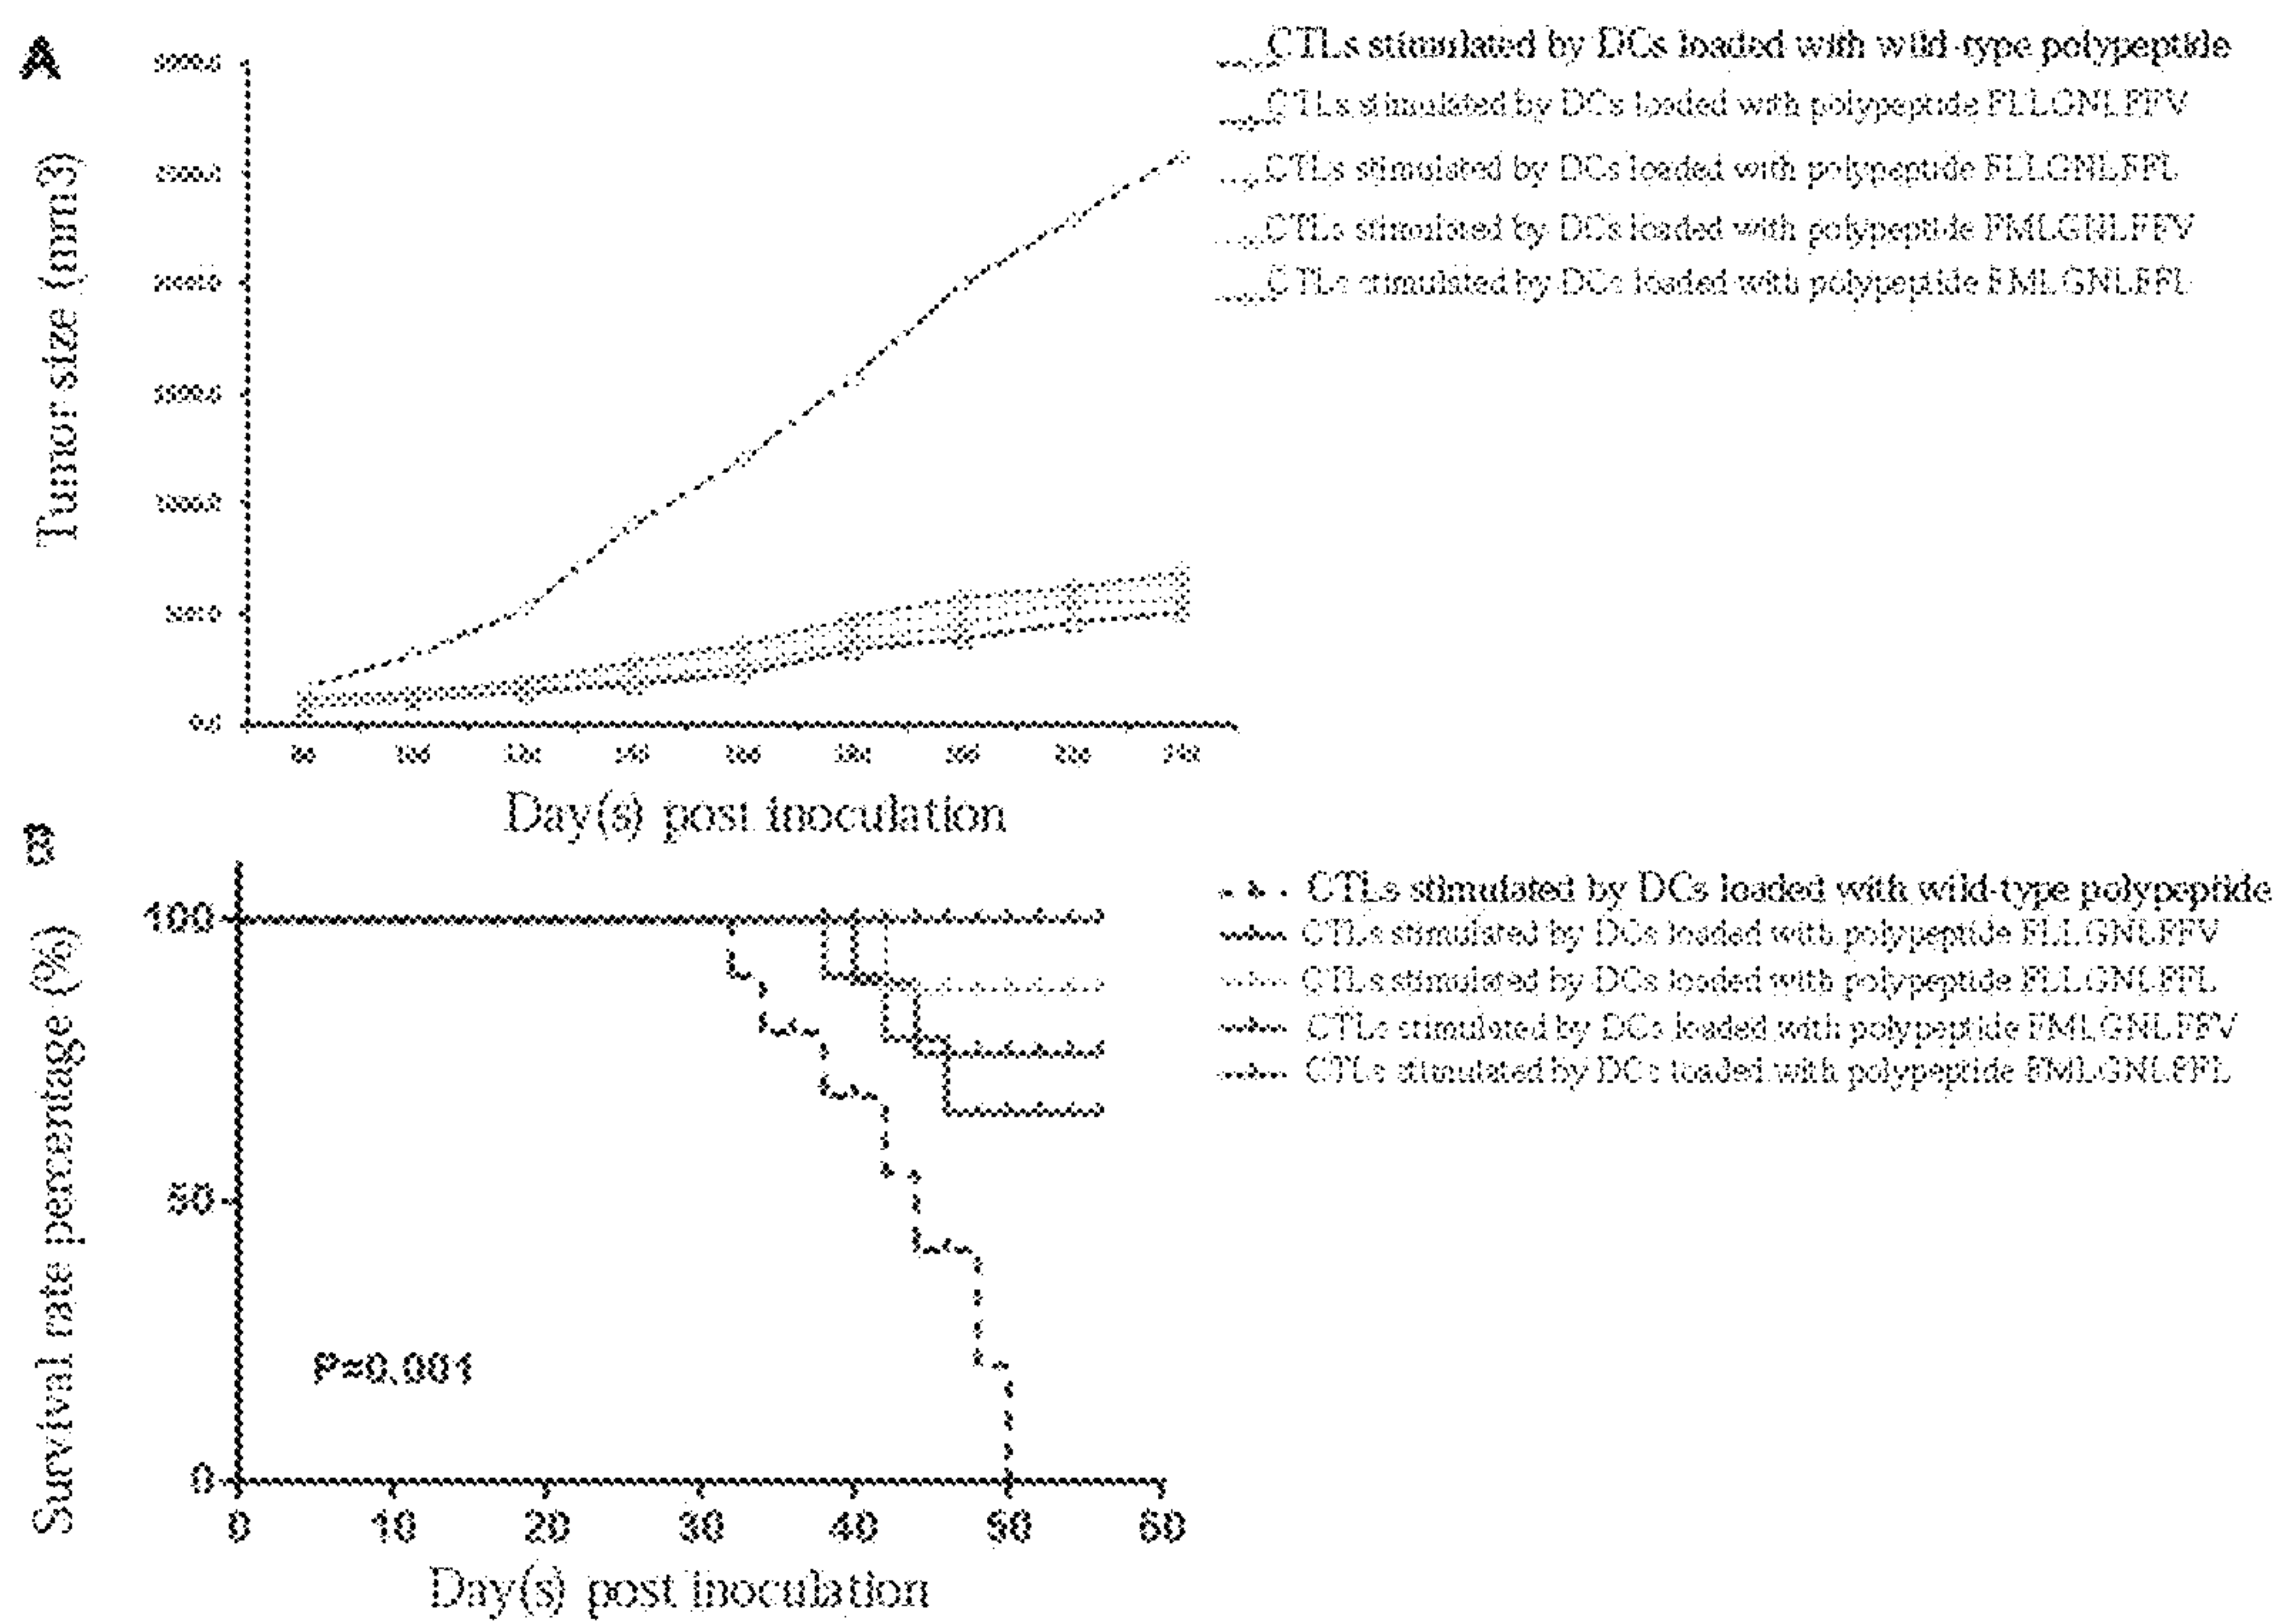 A
Tumor size (mm3)
CTLs stimulated by DCs loaded with wild-type polypeptide
CTLs stimulated by DCs loaded with polypeptide FLLGNLFFV
CTLs stimulated by DCs loaded with polypeptide FLLGNLFFL
CTLs stimulated by DCs loaded with polypeptide FMLGNLFFV
CTLs stimulated by DCs loaded with polypeptide FMLGNLFFL
Day(s) post inoculation
B
Survival rate percentage (%)
100
50
0
P=0.001
0 10 20 30 40 50 60
Day(s) post inoculation
CTLs stimulated by DCs loaded with wild-type polypeptide
CTLs stimulated by DCs loaded with polypeptide FLLGNLFFV
CTLs stimulated by DCs loaded with polypeptide FLLGNLFFL
CTLs stimulated by DCs loaded with polypeptide FMLGNLFFV
CTLs stimulated by DCs loaded with polypeptide FMLGNLFFL